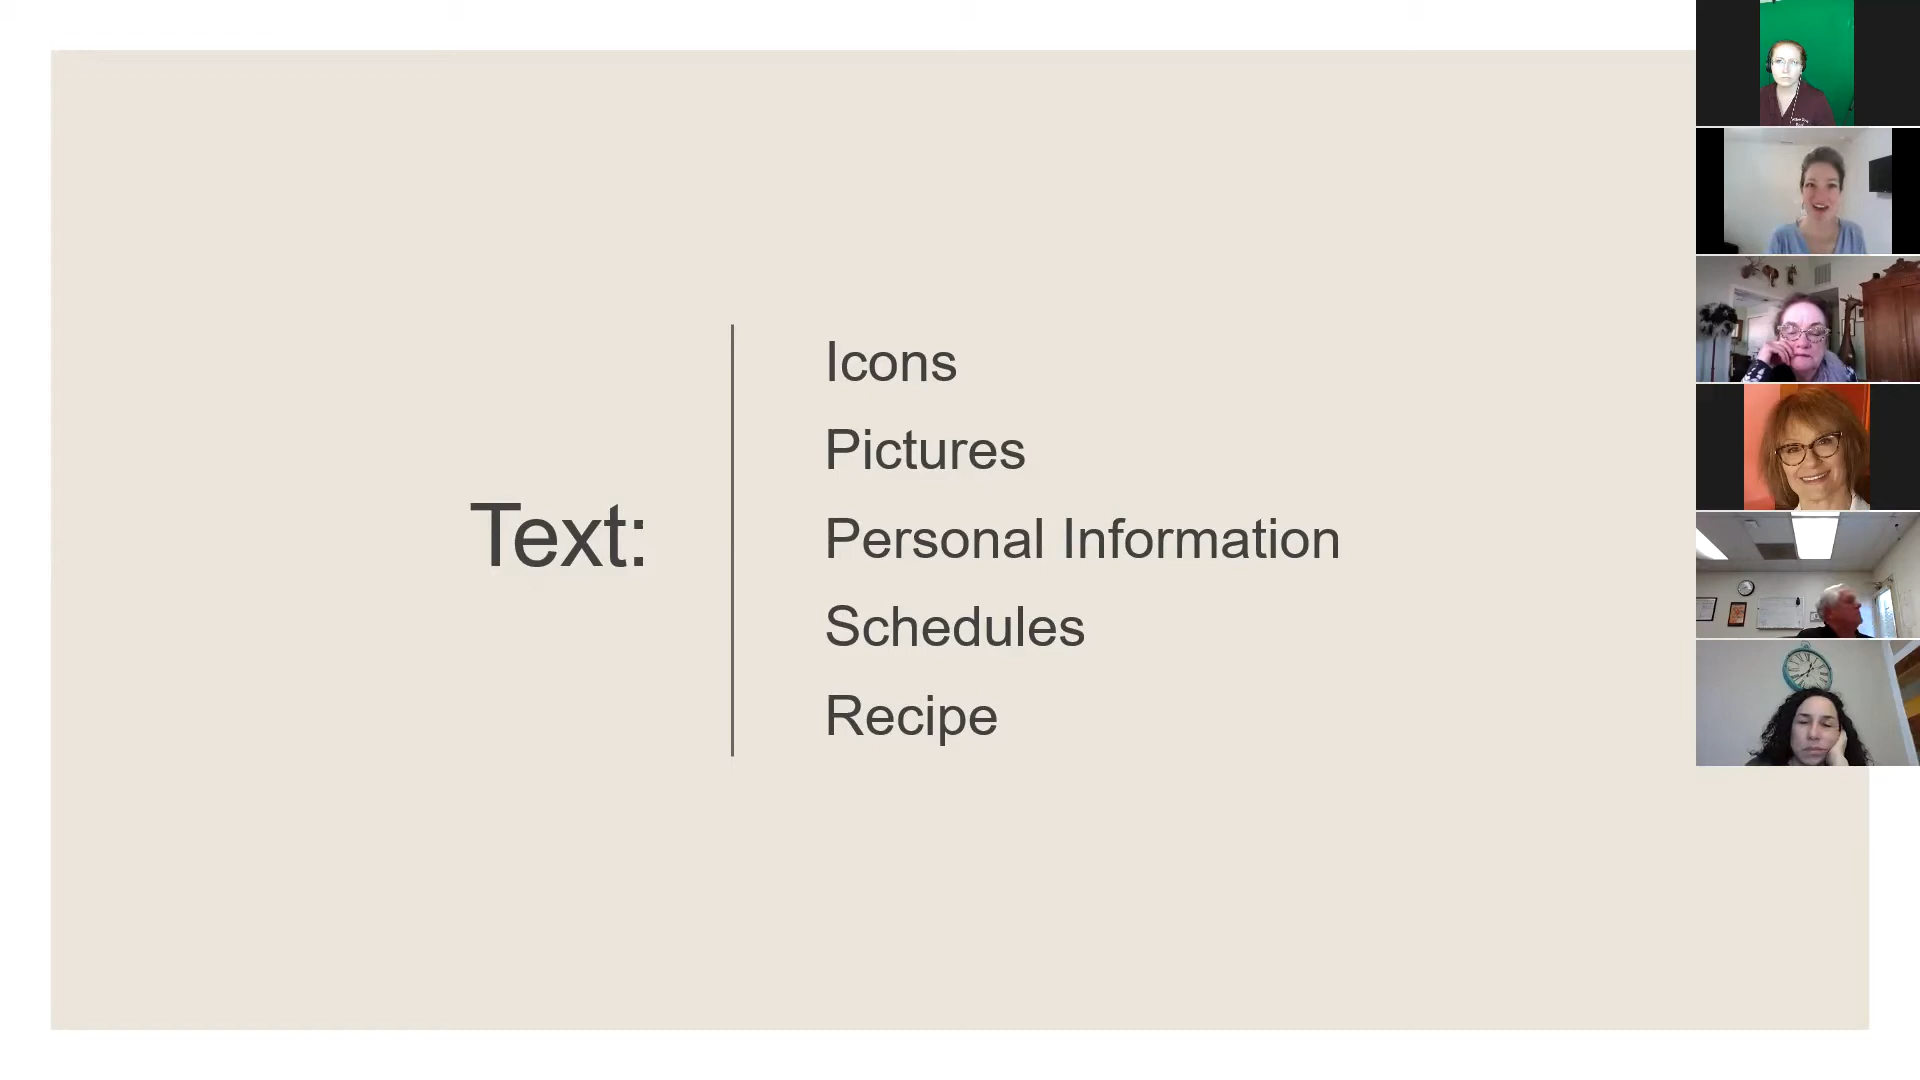 Text:
Icons
Pictures
Personal Information
Schedules
Recipe